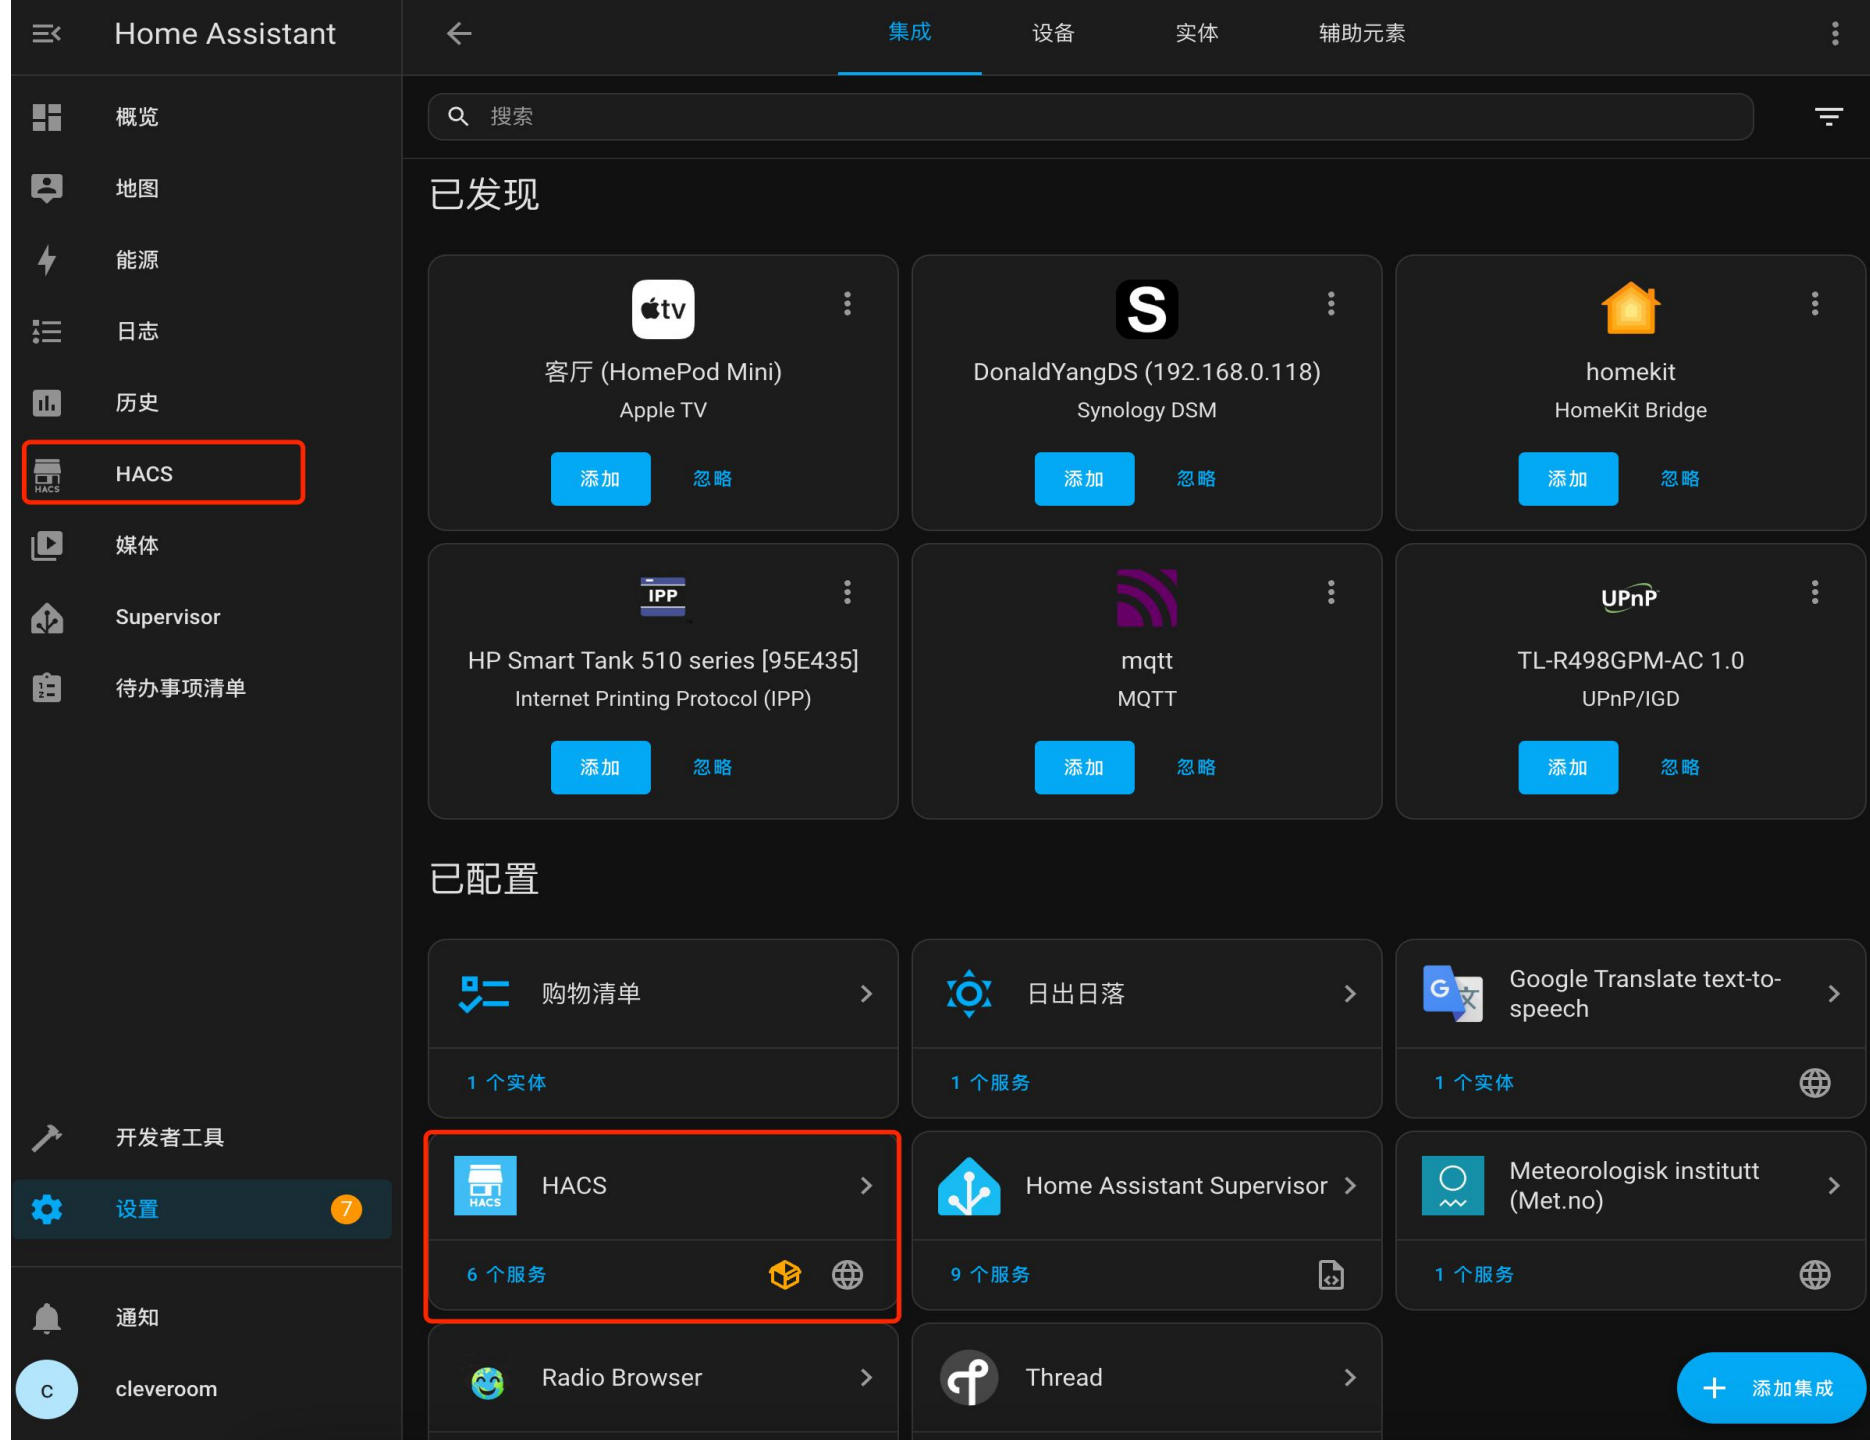 Home Assistant
集成
设备
实体
辅助元素
概览
地图
能源
日志
历史
HACS
HACS
媒体
Supervisor
待办事项清单
开发者工具
设置
7
通知
c
cleveroom
搜索
已发现
tv
客厅 (HomePod Mini)
Apple TV
添加
忽略
S
DonaldYangDS (192.168.0.118)
Synology DSM
添加
忽略
homekit
HomeKit Bridge
添加
忽略
IPP
HP Smart Tank 510 series [95E435]
Internet Printing Protocol (IPP)
添加
忽略
mqtt
MQTT
添加
忽略
UPnP
TL-R498GPM-AC 1.0
UPnP/IGD
添加
忽略
已配置
购物清单
1 个实体
日出日落
1 个服务
G
文
Google Translate text-to-
speech
1 个实体
HACS
HACS
6 个服务
Home Assistant Supervisor
9 个服务
Meteorologisk institutt
(Met.no)
1 个服务
Radio Browser
Thread
添加集成